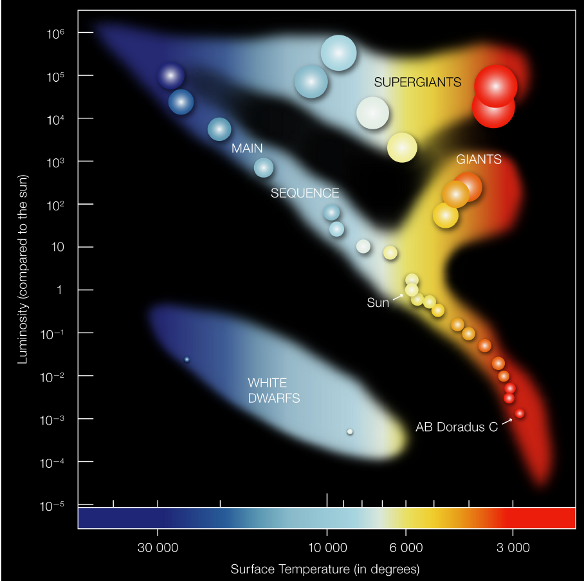 10⁶
10⁵
10⁴
10³
10²
10
1
10⁻¹
10⁻²
10⁻³
10⁻⁴
10⁻⁵
Luminosity (compared to the sun)
SUPERGIANTS
MAIN
GIANTS
SEQUENCE
Sun
WHITE
DWARFS
AB Doradus C
30 000
10 000
6 000
3 000
Surface Temperature (in degrees)